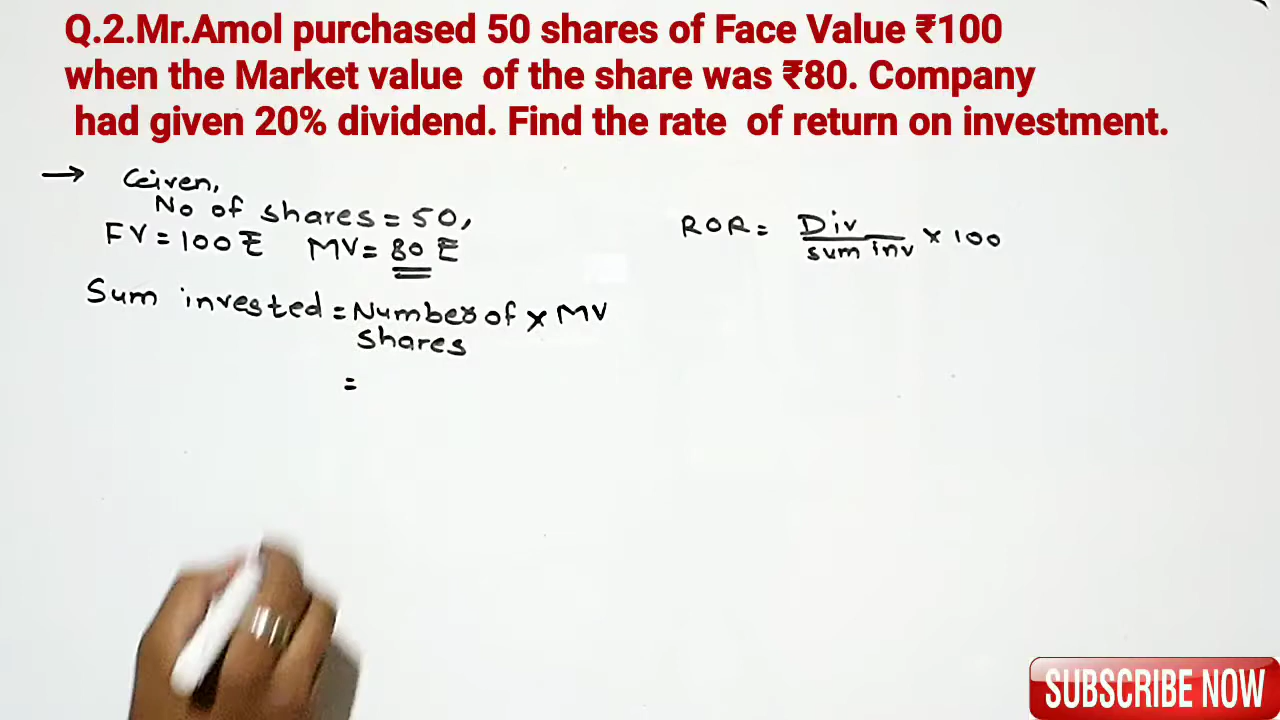 Q.2.Mr.Amol purchased 50 shares of Face Value ₹100
when the Market value of the share was ₹80. Company
had given 20% dividend. Find the rate of return on investment.
→ Given,
No of shares = 50,
FV = 100 ₹ MV = 80 ₹
ROR = Div / sum inv × 100
Sum invested = Number of × MV
shares
=
SUBSCRIBE NOW